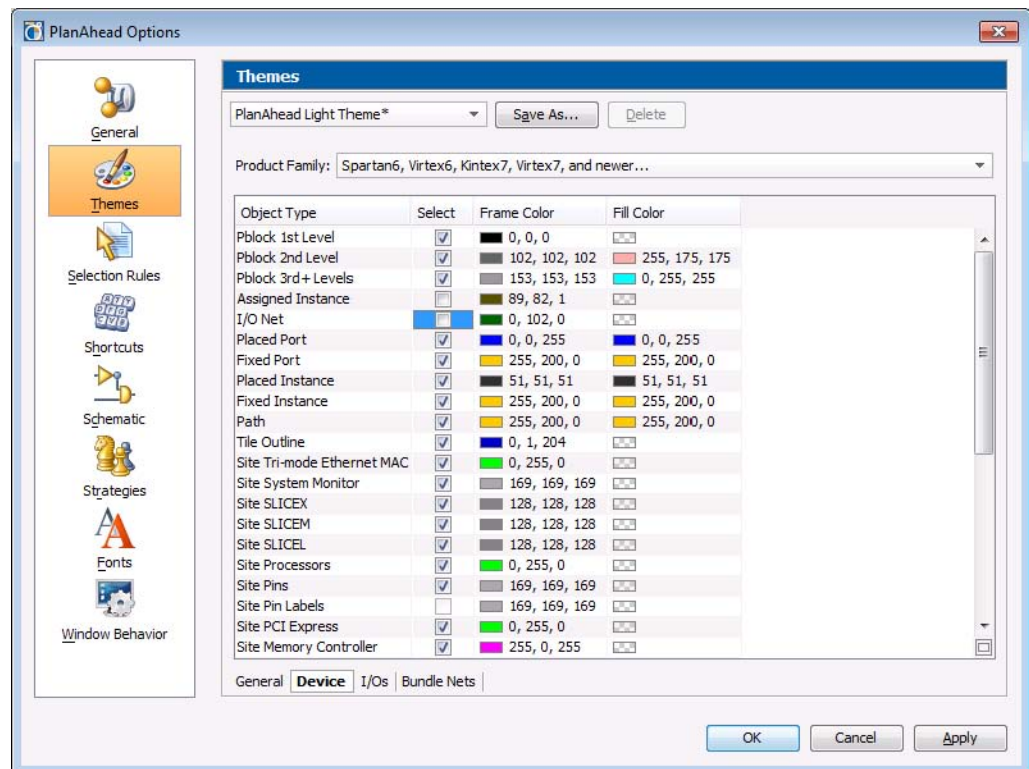 PlanAhead Options
General
Themes
Selection Rules
Shortcuts
Schematic
Strategies
Fonts
Window Behavior
Themes
PlanAhead Light Theme* Save As... Delete
Product Family: Spartan6, Virtex6, Kintex7, Virtex7, and newer...
Object Type Select Frame Color Fill Color
Pblock 1st Level 0, 0, 0
Pblock 2nd Level 102, 102, 102 255, 175, 175
Pblock 3rd+ Levels 153, 153, 153 0, 255, 255
Assigned Instance 89, 82, 1
I/O Net 0, 102, 0
Placed Port 0, 0, 255 0, 0, 255
Fixed Port 255, 200, 0 255, 200, 0
Placed Instance 51, 51, 51 51, 51, 51
Fixed Instance 255, 200, 0 255, 200, 0
Path 255, 200, 0 255, 200, 0
Tile Outline 0, 1, 204
Site Tri-mode Ethernet MAC 0, 255, 0
Site System Monitor 169, 169, 169
Site SLICEX 128, 128, 128
Site SLICEM 128, 128, 128
Site SLICEL 128, 128, 128
Site Processors 0, 255, 0
Site Pins 169, 169, 169
Site Pin Labels 169, 169, 169
Site PCI Express 0, 255, 0
Site Memory Controller 255, 0, 255
General Device I/Os Bundle Nets
OK Cancel Apply